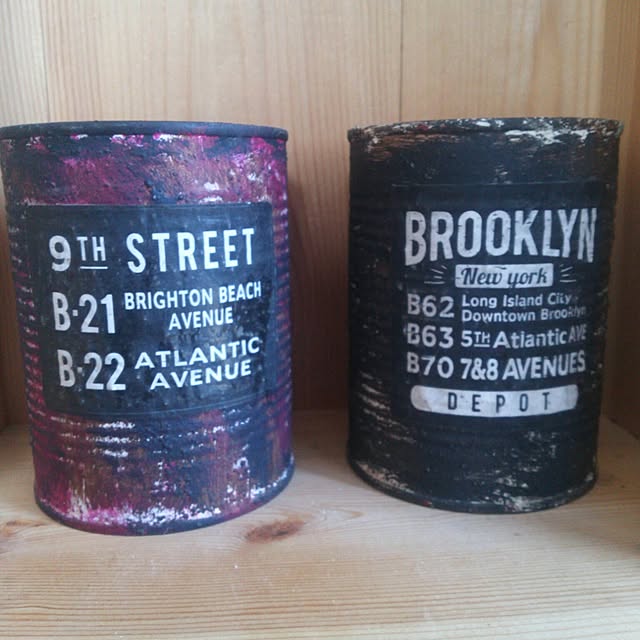 9TH STREET
B-21 BRIGHTON BEACH
AVENUE
B-22 ATLANTIC
AVENUE
BROOKLYN
New york
B62 Long Island City
Downtown Brooklyn
B63 5TH Atlantic AVE
B70 7&8 AVENUES
DEPOT